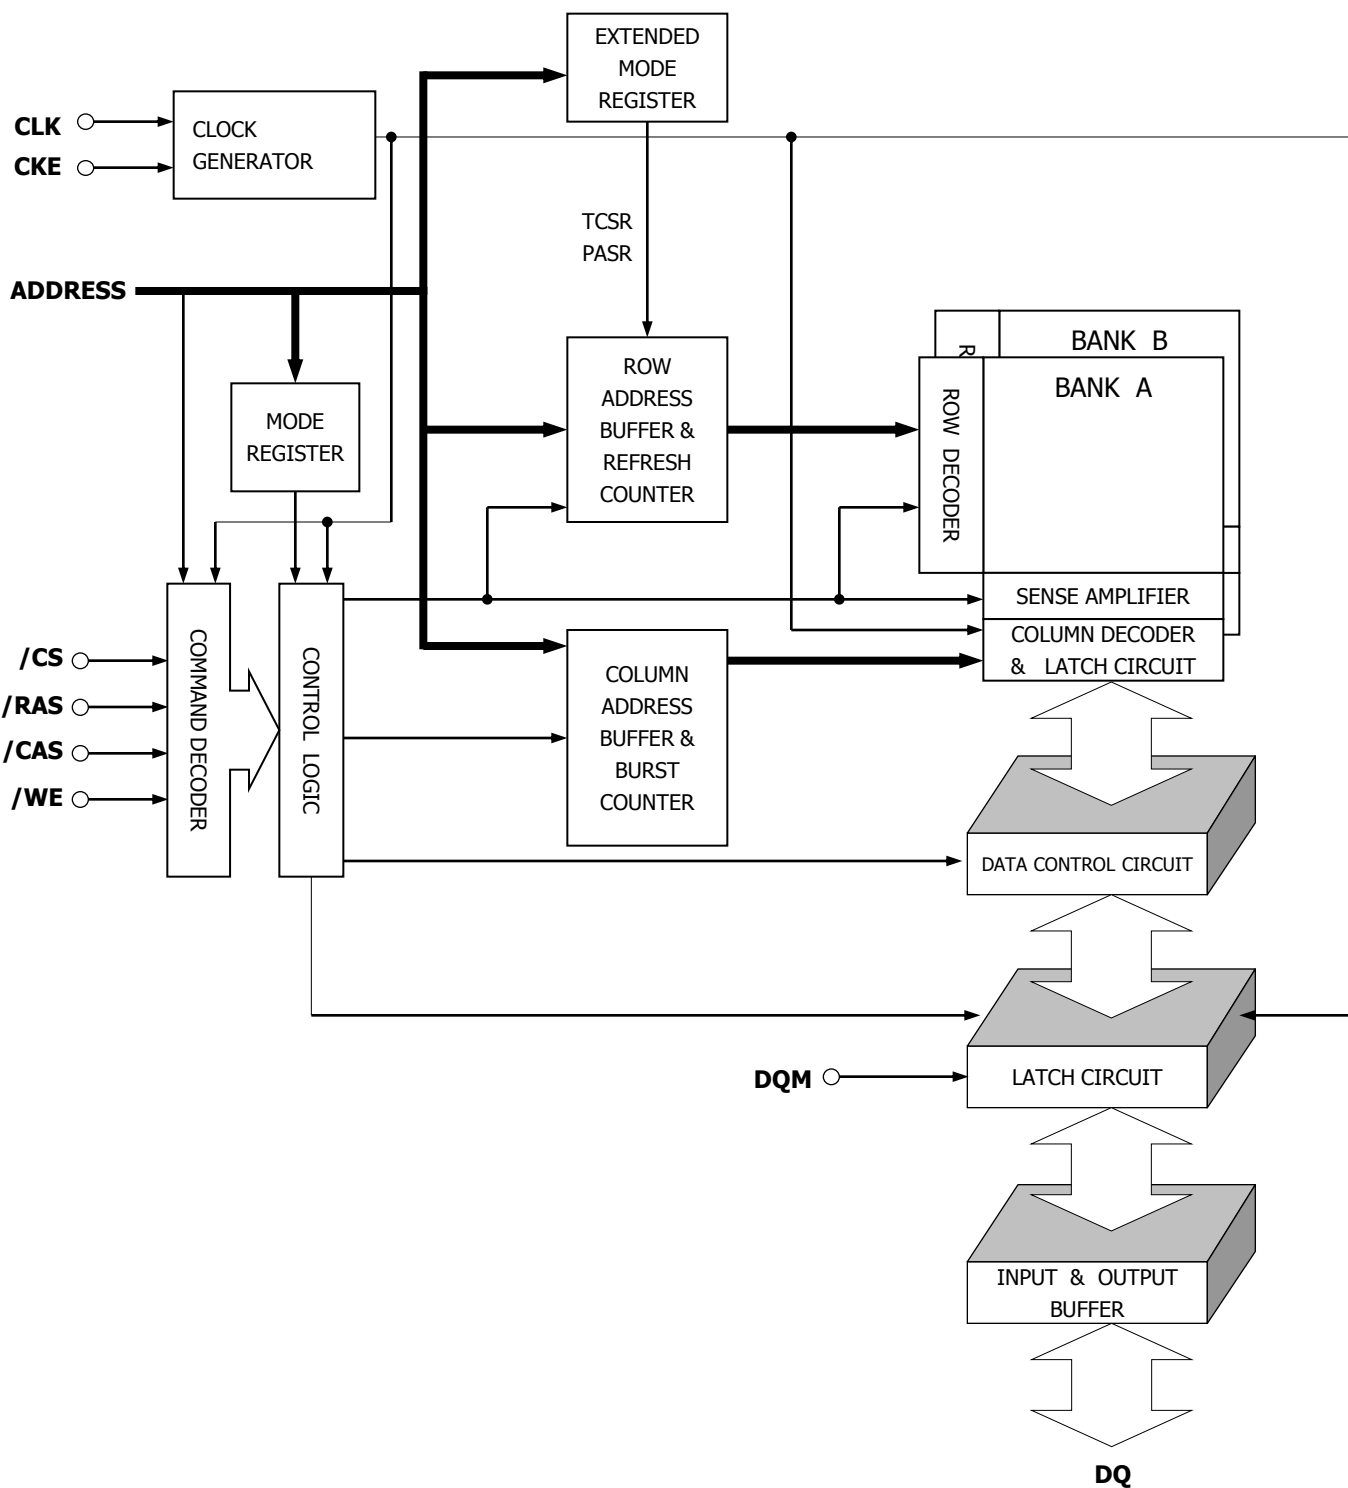 EXTENDED
MODE
REGISTER
CLK
CKE
CLOCK
GENERATOR
TCSR
PASR
ADDRESS
MODE
REGISTER
ROW
ADDRESS
BUFFER &
REFRESH
COUNTER
BANK B
R
BANK A
ROW DECODER
SENSE AMPLIFIER
COLUMN DECODER
& LATCH CIRCUIT
/CS
/RAS
/CAS
/WE
COMMAND DECODER
CONTROL LOGIC
COLUMN
ADDRESS
BUFFER &
BURST
COUNTER
DATA CONTROL CIRCUIT
DQM
LATCH CIRCUIT
INPUT & OUTPUT
BUFFER
DQ